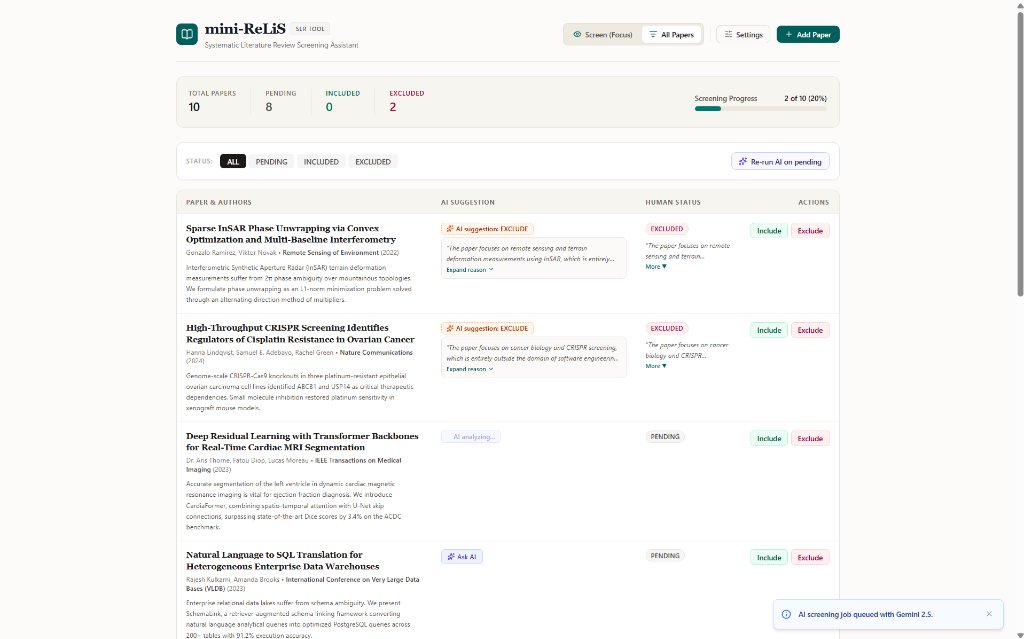 mini-ReLiS SLR TOOL
Systematic Literature Review Screening Assistant
Screen (Focus) All Papers Settings + Add Paper
TOTAL PAPERS PENDING INCLUDED EXCLUDED
10 8 0 2
Screening Progress 2 of 10 (20%)
STATUS: ALL PENDING INCLUDED EXCLUDED Re-run AI on pending
PAPER & AUTHORS AI SUGGESTION HUMAN STATUS ACTIONS
Sparse InSAR Phase Unwrapping via Convex
Optimization and Multi-Baseline Interferometry
Gonzalo Ramirez, Viktor Novak • Remote Sensing of Environment (2022)
Interferometric Synthetic Aperture Radar (InSAR) terrain deformation
measurements suffer from 2π phase ambiguity over mountainous topologies.
We formulate phase unwrapping as an L1-norm minimization problem solved
through an alternating direction method of multipliers.
AI suggestion: EXCLUDE
"The paper focuses on remote sensing and terrain
deformation measurements using InSAR, which is entirely...
Expand reason
EXCLUDED
"The paper focuses on remote
sensing and terrain...
More ▼
Include Exclude
High-Throughput CRISPR Screening Identifies
Regulators of Cisplatin Resistance in Ovarian Cancer
Hanna Lindqvist, Samuel E. Adebayo, Rachel Green • Nature Communications
(2024)
Genome-scale CRISPR-Cas9 knockouts in three platinum-resistant epithelial
ovarian carcinoma cell lines identified ABCB1 and USP14 as critical therapeutic
dependencies. Small molecule inhibition restored platinum sensitivity in
xenograft mouse models.
AI suggestion: EXCLUDE
"The paper focuses on cancer biology and CRISPR screening,
which is entirely outside the domain of software engineerin...
Expand reason
EXCLUDED
"The paper focuses on cancer
biology and CRISPR...
More ▼
Include Exclude
Deep Residual Learning with Transformer Backbones
for Real-Time Cardiac MRI Segmentation
Dr. Aris Thorne, Fatou Diop, Lucas Moreau • IEEE Transactions on Medical
Imaging (2023)
Accurate segmentation of the left ventricle in dynamic cardiac magnetic
resonance imaging is vital for ejection fraction diagnosis. We introduce
CardiaFormer, combining spatio-temporal attention with U-Net skip
connections, surpassing state-of-the-art Dice scores by 3.4% on the ACDC
benchmark.
AI analyzing...
PENDING
Include Exclude
Natural Language to SQL Translation for
Heterogeneous Enterprise Data Warehouses
Rajesh Kulkarni, Amanda Brooks • International Conference on Very Large Data
Bases (VLDB) (2023)
Enterprise relational data lakes suffer from schema ambiguity. We present
SchemaLink, a retriever-augmented schema linking framework converting
natural language analytical queries into optimized PostgreSQL queries across
200+ tables with 91.2% execution accuracy.
Ask AI
PENDING
Include Exclude
AI screening job queued with Gemini 2.5.